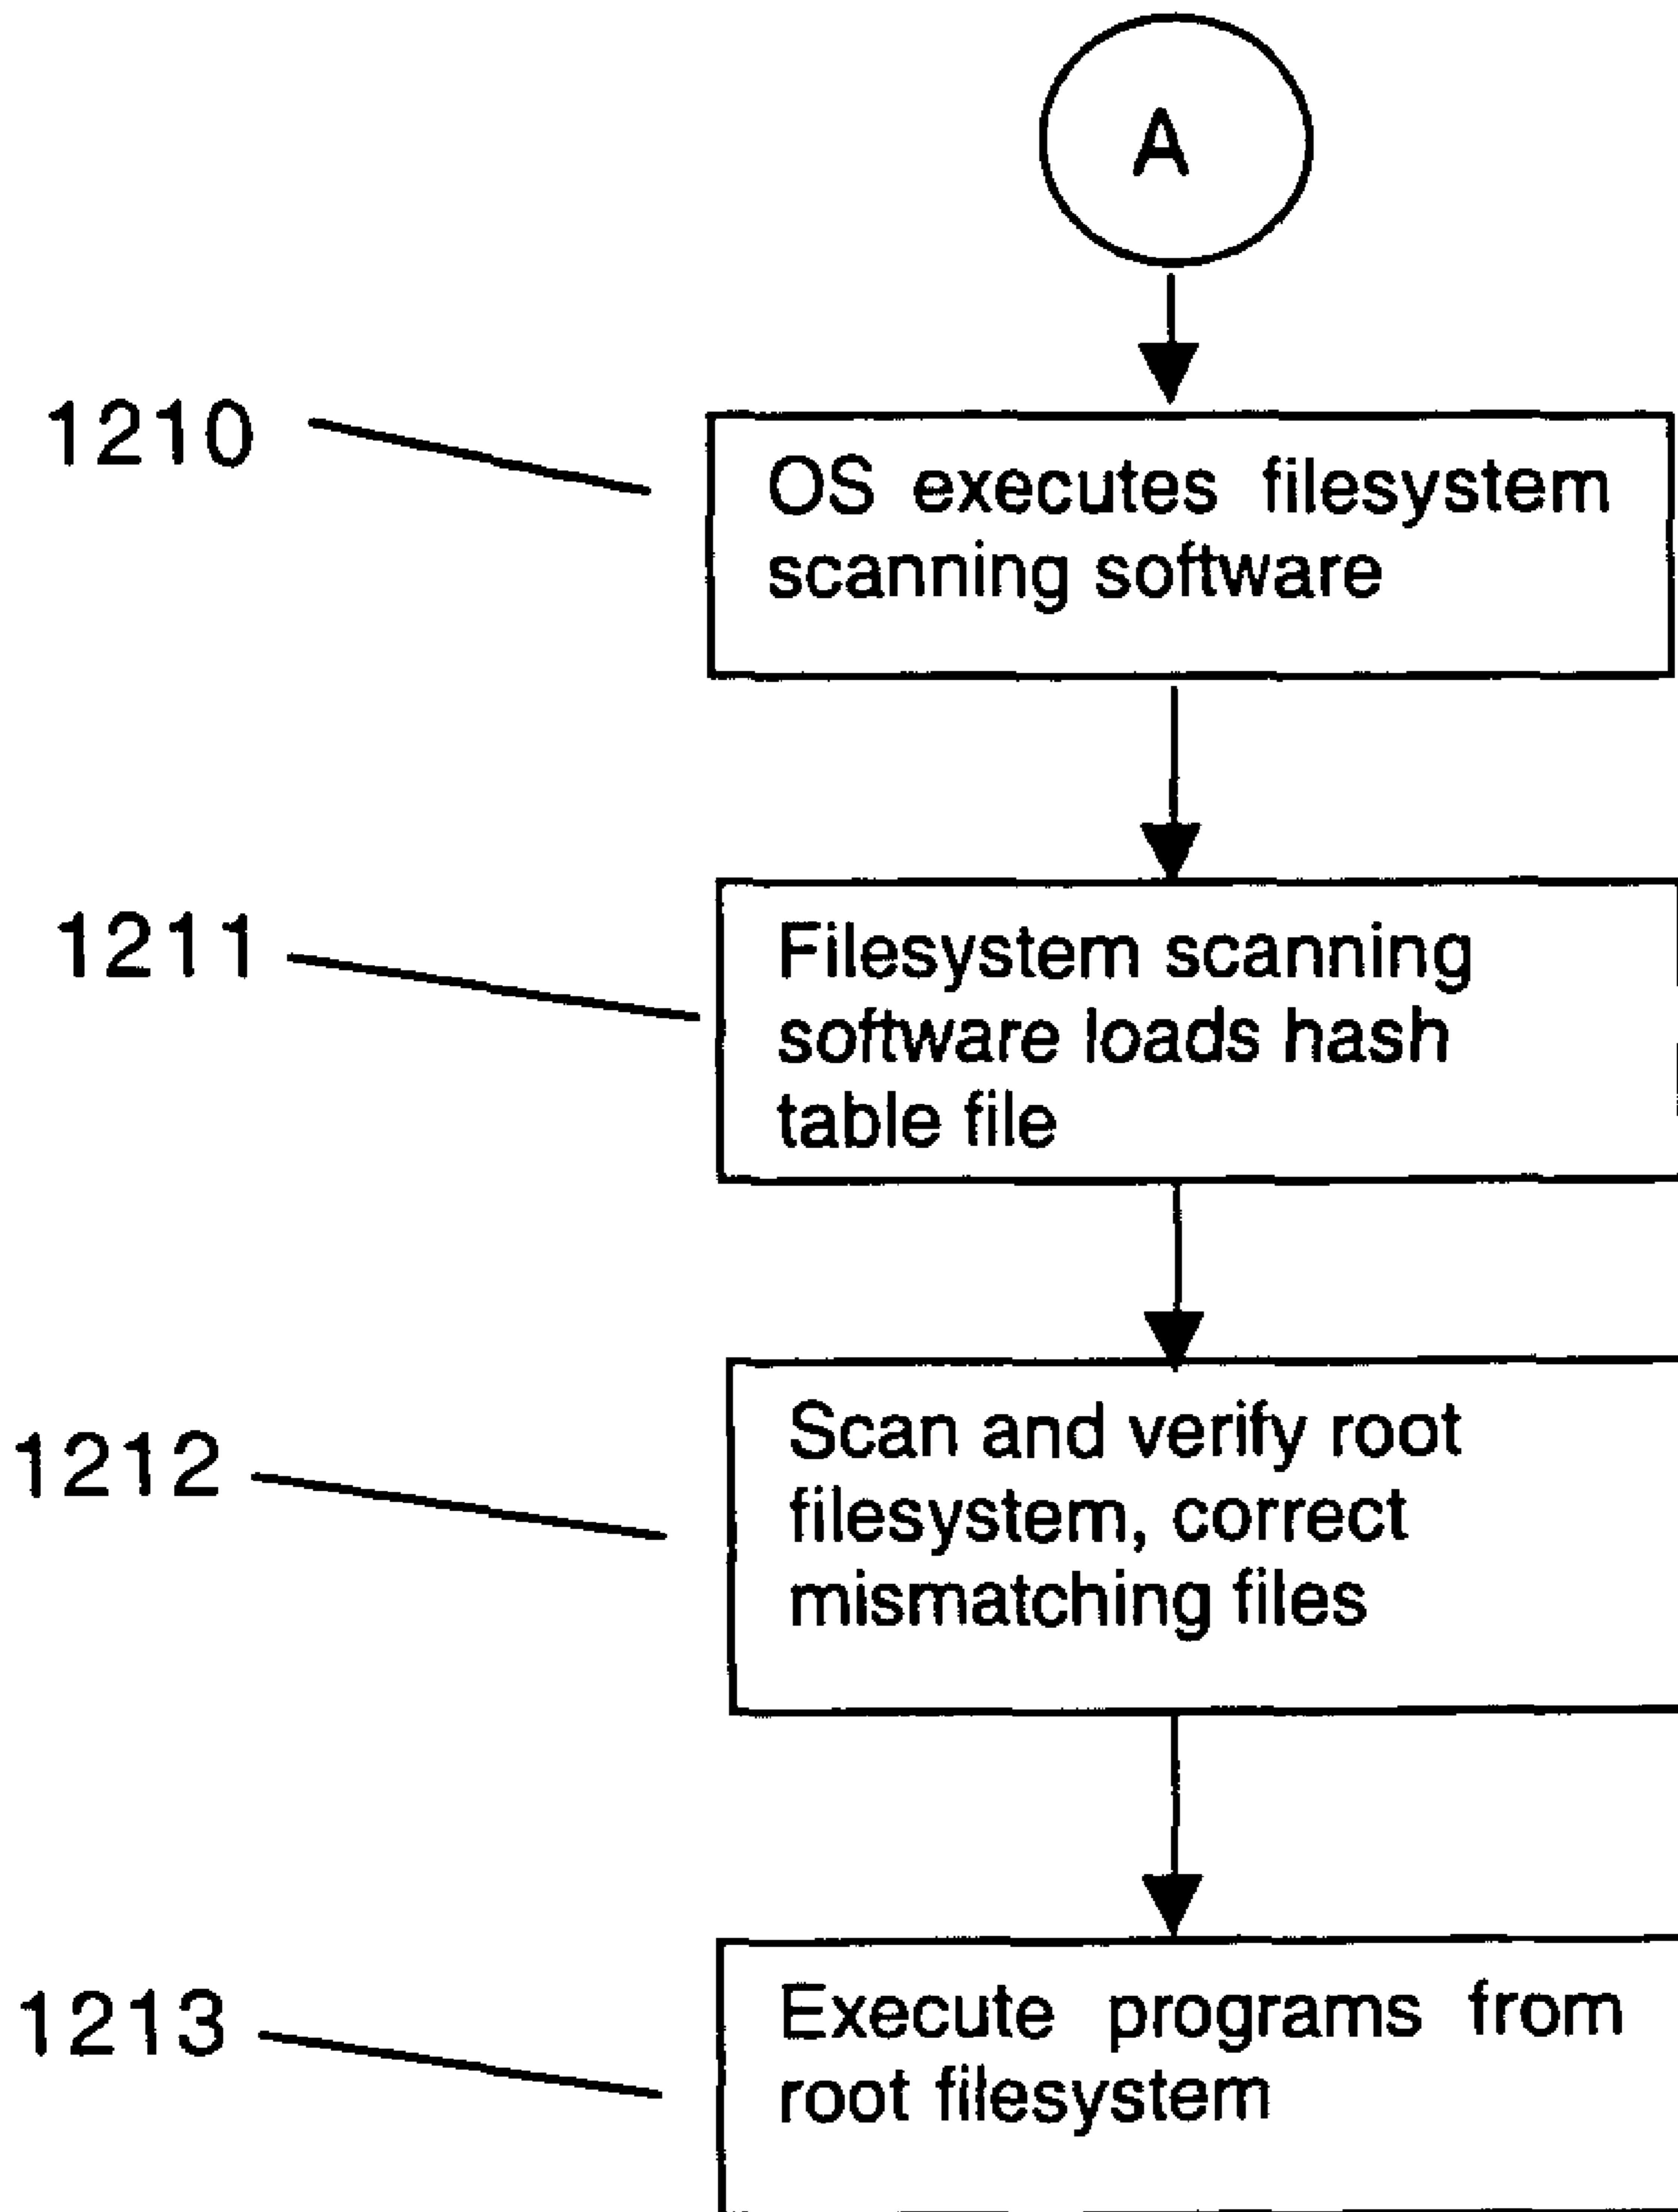 A
1210
OS executes filesystem
scanning software
1211
Filesystem scanning
software loads hash
table file
1212
Scan and verify root
filesystem, correct
mismatching files
1213
Execute programs from
root filesystem